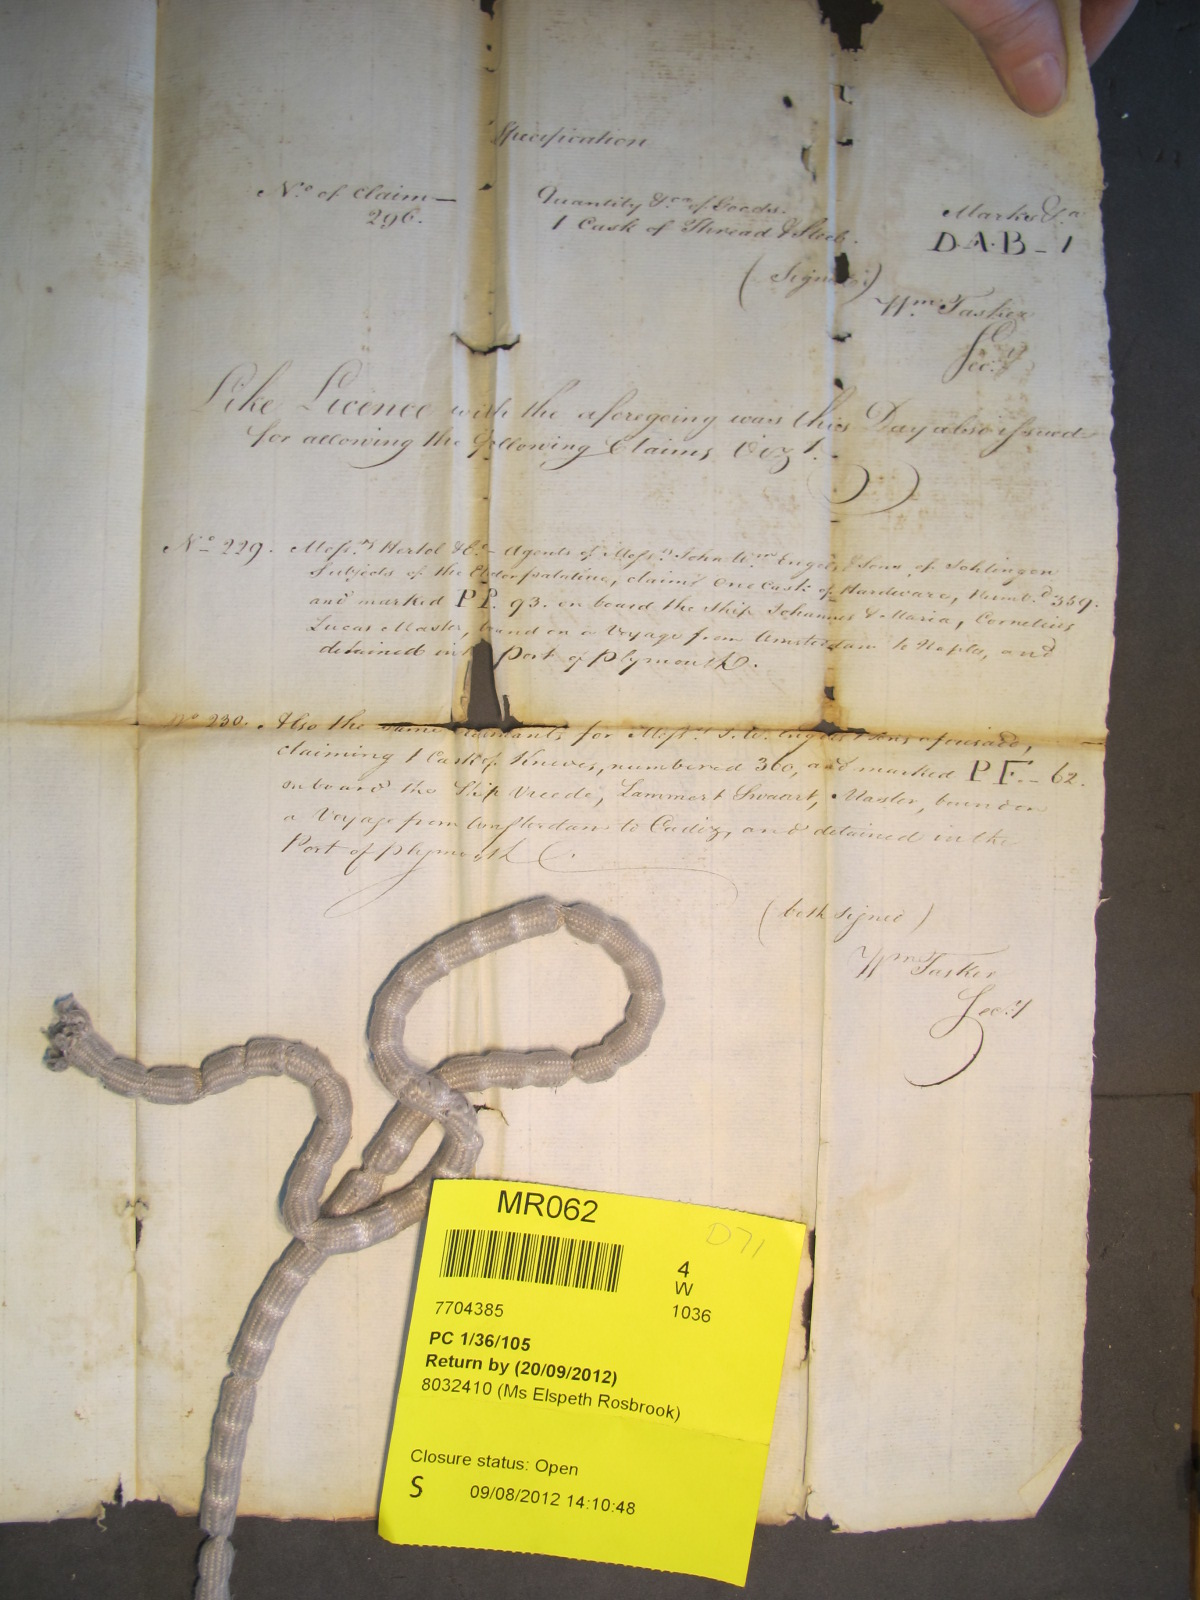 Specification
No. of Claim —
296.
Quantity &ca. of Goods.
1 Cask of Thread &
Marks &ca
D.A.B - 1
(Signed)
Wm. Tasker
Secy.
Like Licence with the aforegoing was this Day also issued
for allowing the following Claims, Vizt.
No. 229. Messrs. Hertel & Co. Agents of Messrs. John Wm. Engels & Sons, of Sohlingen
Subjects of the Elector palatine, claims One Cask of Hardware, Numbd. 359.
and marked P P. 93. on board the Ship Johannes & Maria, Cornelius
Lucas Master, bound on a Voyage from Amsterdam to Naples, and
detained in Port of Plymouth.
No. 230. Also the same Claimants for Messrs. J. W. Engels & Sons aforesaid,
claiming 1 Cask of Knives, numbered 360, and marked P F. - 62.
on board the Ship Vreede, Lammert Swaart, Master, bound on
a Voyage from Amsterdam to Cadiz, and detained in the
Port of Plymouth
(both signed)
Wm Tasker
Secy
MR062
D71
4
W
7704385
1036
PC 1/36/105
Return by (20/09/2012)
8032410 (Ms Elspeth Rosbrook)
Closure status: Open
S 09/08/2012 14:10:48